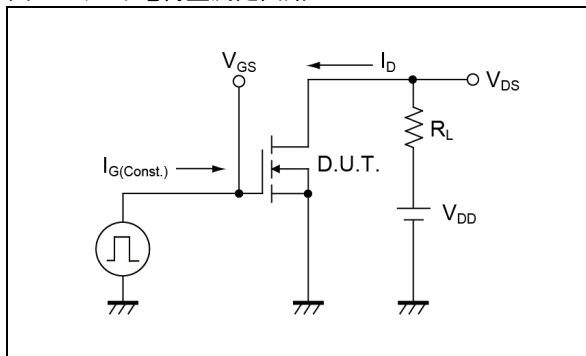 V_GS
I_D
V_DS
R_L
I_G(Const.)
D.U.T.
V_DD